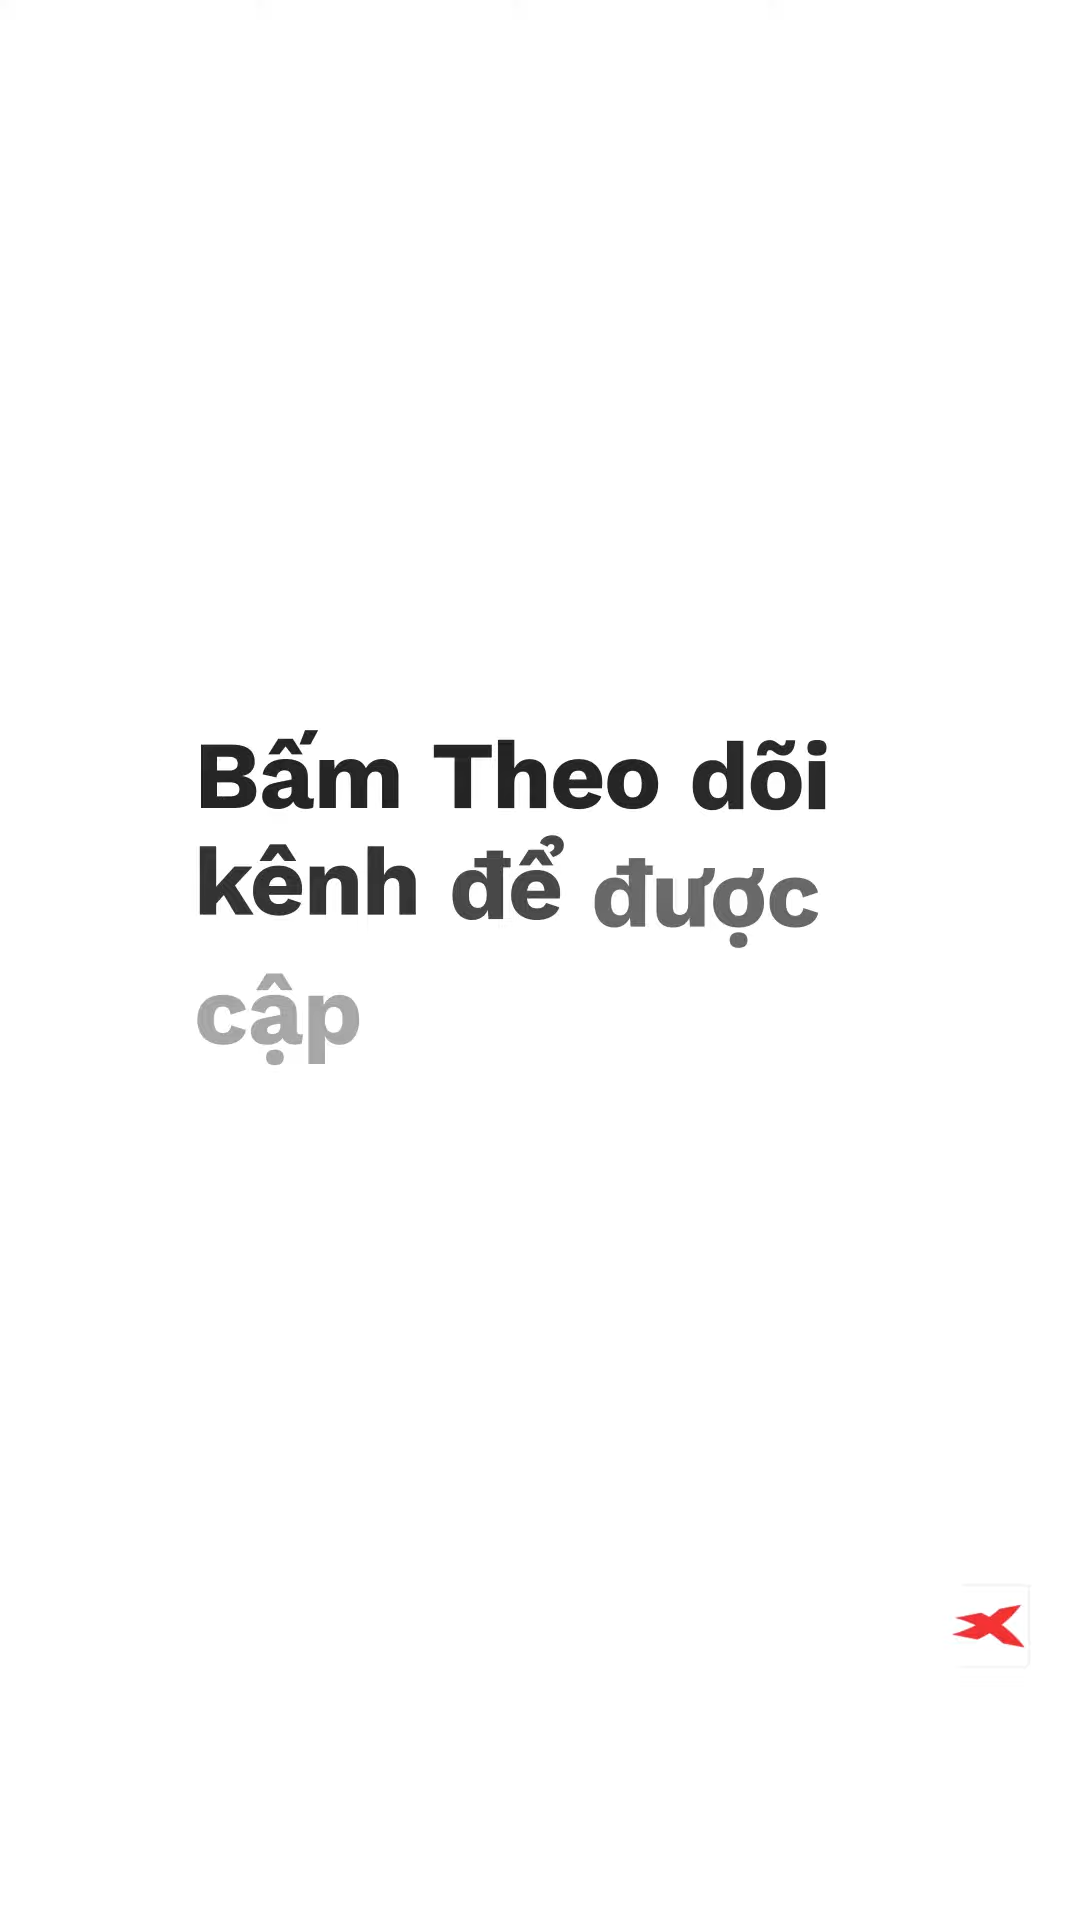 Bấm Theo dõi
kênh để được
cập